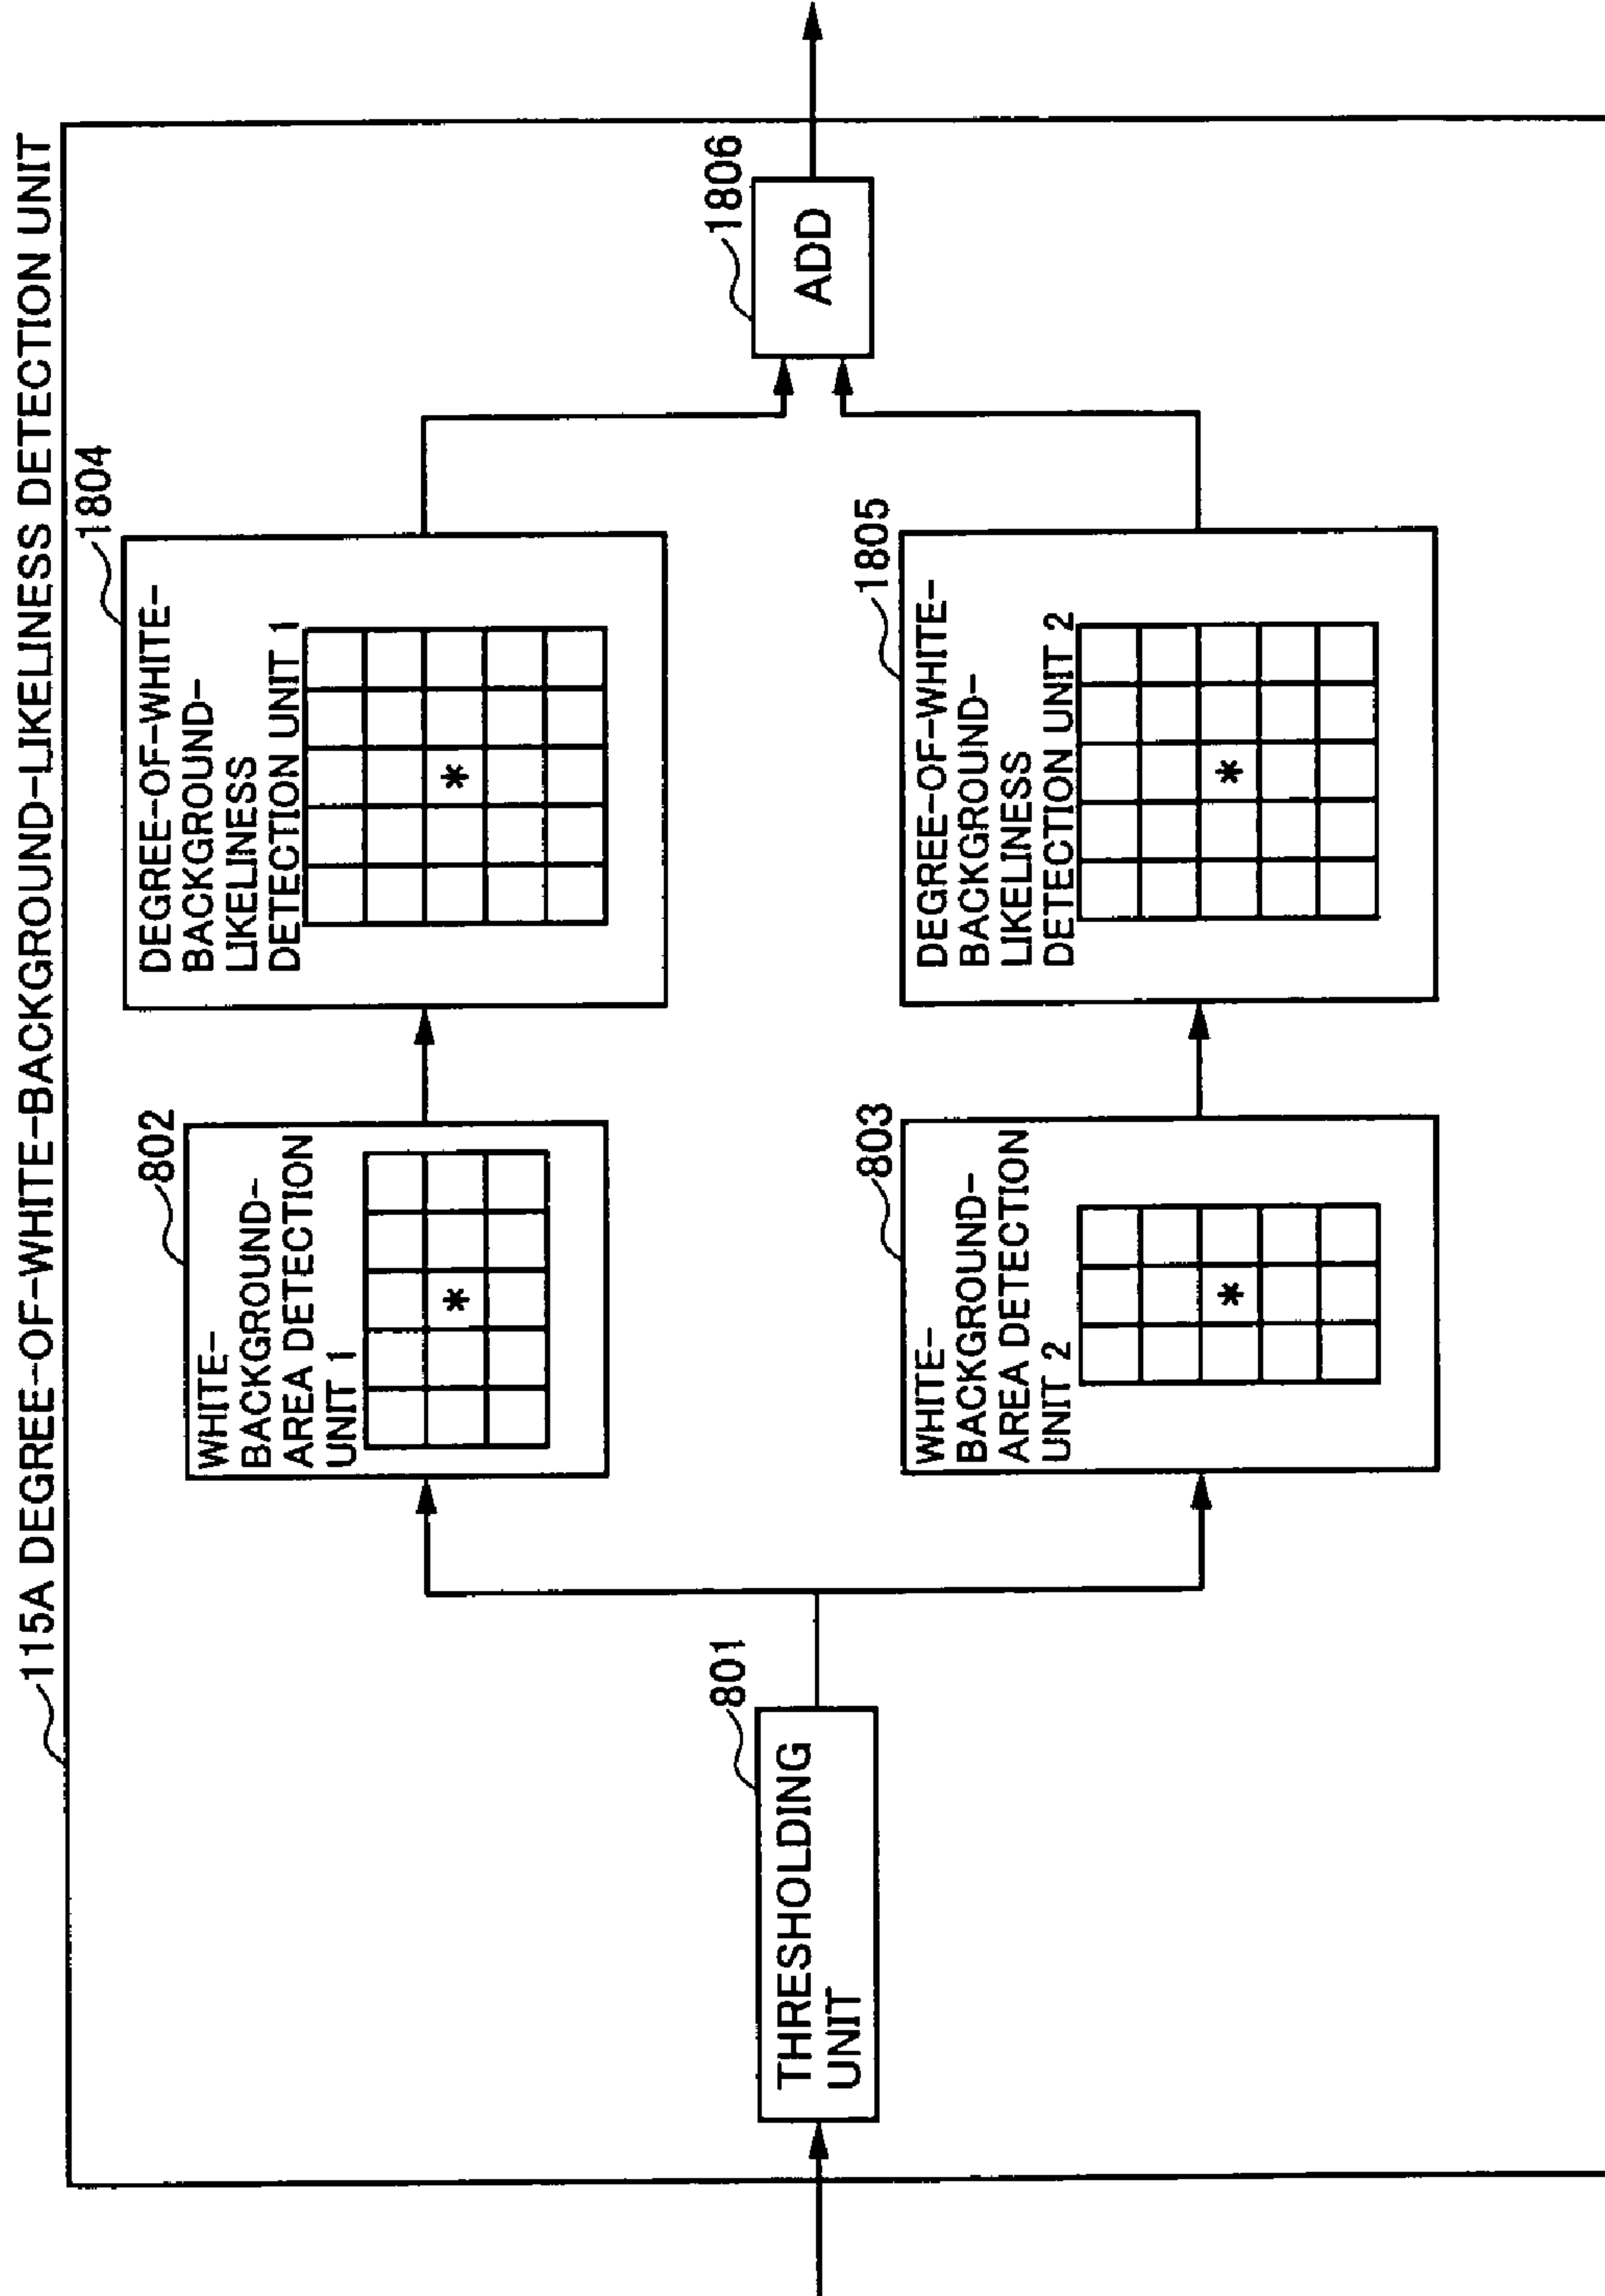 115A DEGREE-OF-WHITE-BACKGROUND-LIKELINESS DETECTION UNIT
801
THRESHOLDING
UNIT
802
WHITE-
BACKGROUND-
AREA DETECTION
UNIT 1
*
1804
DEGREE-OF-WHITE-
BACKGROUND-
LIKELINESS
DETECTION UNIT 1
*
803
WHITE-
BACKGROUND-
AREA DETECTION
UNIT 2
*
1805
DEGREE-OF-WHITE-
BACKGROUND-
LIKELINESS
DETECTION UNIT 2
*
1806
ADD